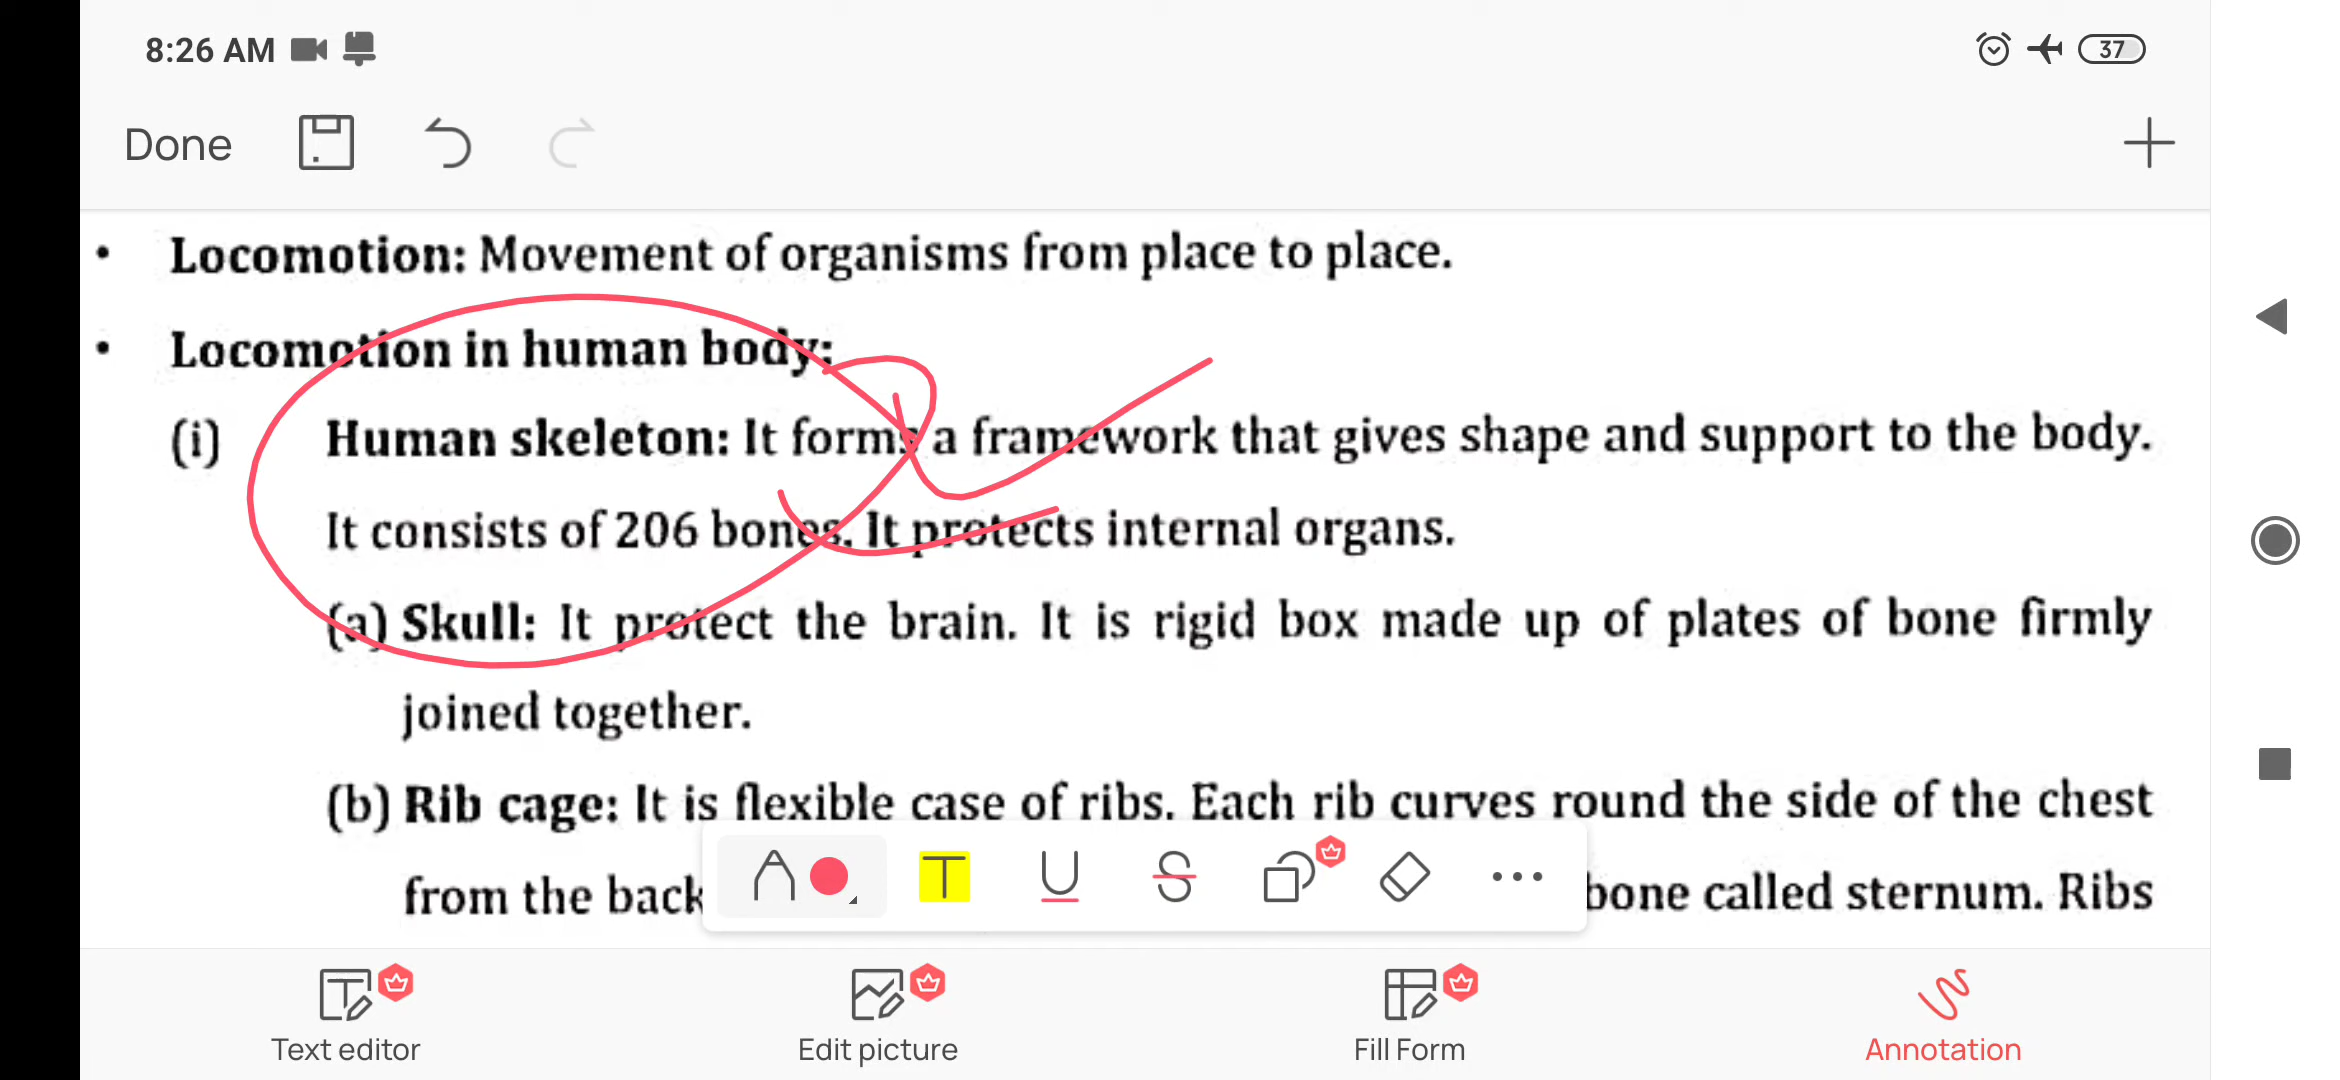 8:26 AM 37
Done
• Locomotion: Movement of organisms from place to place.
• Locomotion in human body:
(i) Human skeleton: It forms a framework that gives shape and support to the body.
It consists of 206 bones. It protects internal organs.
(a) Skull: It protect the brain. It is rigid box made up of plates of bone firmly
joined together.
(b) Rib cage: It is flexible case of ribs. Each rib curves round the side of the chest
from the back bone called sternum. Ribs
T U S
Text editor Edit picture Fill Form Annotation